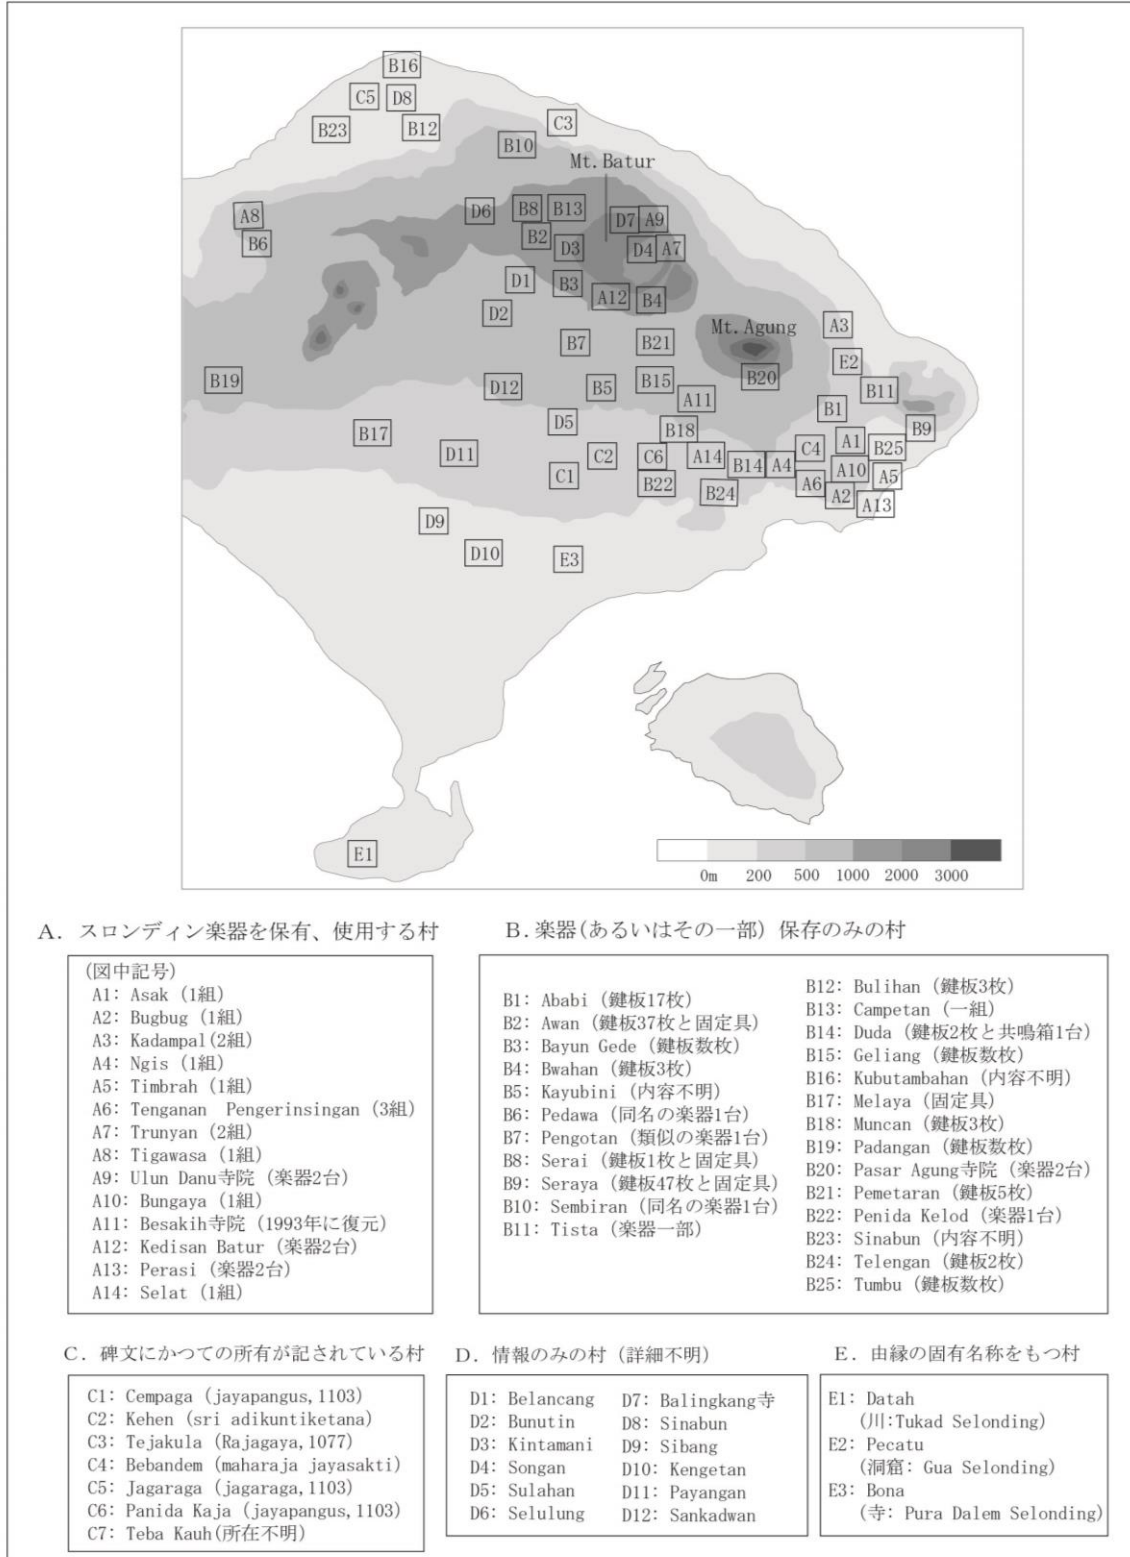 B16
C5
D8
B23
B12
C3
B10
Mt.Batur
A8
B6
D6
B8
B13
B2
D7
A9
D3
D4
A7
D1
B3
A12
B4
D2
Mt.Agung
A3
B7
B21
E2
B19
D12
B5
B15
B20
B11
A11
B1
B17
D5
B18
B9
D11
C2
C6
A14
B14
A4
C4
A1
B25
C1
B22
B24
A6
A10
A5
A2
A13
D9
D10
E3
E1
0m 200 500 1000 2000 3000
A. スロンディン楽器を保有、使用する村
(図中記号)
A1: Asak (1組)
A2: Bugbug (1組)
A3: Kadampal(2組)
A4: Ngis (1組)
A5: Timbrah (1組)
A6: Tenganan Pengerinsingan (3組)
A7: Trunyan (2組)
A8: Tigawasa (1組)
A9: Ulun Danu寺院 (楽器2台)
A10: Bungaya (1組)
A11: Besakih寺院 (1993年に復元)
A12: Kedisan Batur (楽器2台)
A13: Perasi (楽器2台)
A14: Selat (1組)
B. 楽器(あるいはその一部) 保存のみの村
B1: Ababi (鍵板17枚)
B2: Awan (鍵板37枚と固定具)
B3: Bayun Gede (鍵板数枚)
B4: Bwahan (鍵板3枚)
B5: Kayubini (内容不明)
B6: Pedawa (同名の楽器1台)
B7: Pengotan (類似の楽器1台)
B8: Serai (鍵板1枚と固定具)
B9: Seraya (鍵板47枚と固定具)
B10: Sembiran (同名の楽器1台)
B11: Tista (楽器一部)
B12: Bulihan (鍵板3枚)
B13: Campetan (一組)
B14: Duda (鍵板2枚と共鳴箱1台)
B15: Geliang (鍵板数枚)
B16: Kubutambahan (内容不明)
B17: Melaya (固定具)
B18: Muncan (鍵板3枚)
B19: Padangan (鍵板数枚)
B20: Pasar Agung寺院 (楽器2台)
B21: Pemetaran (鍵板5枚)
B22: Penida Kelod (楽器1台)
B23: Sinabun (内容不明)
B24: Telengan (鍵板2枚)
B25: Tumbu (鍵板数枚)
C. 碑文にかつての所有が記されている村
C1: Cempaga (jayapangus,1103)
C2: Kehen (sri adikuntiketana)
C3: Tejakula (Rajagaya,1077)
C4: Bebandem (maharaja jayasakti)
C5: Jagaraga (jagaraga,1103)
C6: Panida Kaja (jayapangus,1103)
C7: Teba Kauh(所在不明)
D. 情報のみの村 (詳細不明)
D1: Belancang
D2: Bunutin
D3: Kintamani
D4: Songan
D5: Sulahan
D6: Selulung
D7: Balingkang寺
D8: Sinabun
D9: Sibang
D10: Kengetan
D11: Payangan
D12: Sankadwan
E. 由縁の固有名称をもつ村
E1: Datah
(川:Tukad Selonding)
E2: Pecatu
(洞窟: Gua Selonding)
E3: Bona
(寺: Pura Dalem Selonding)